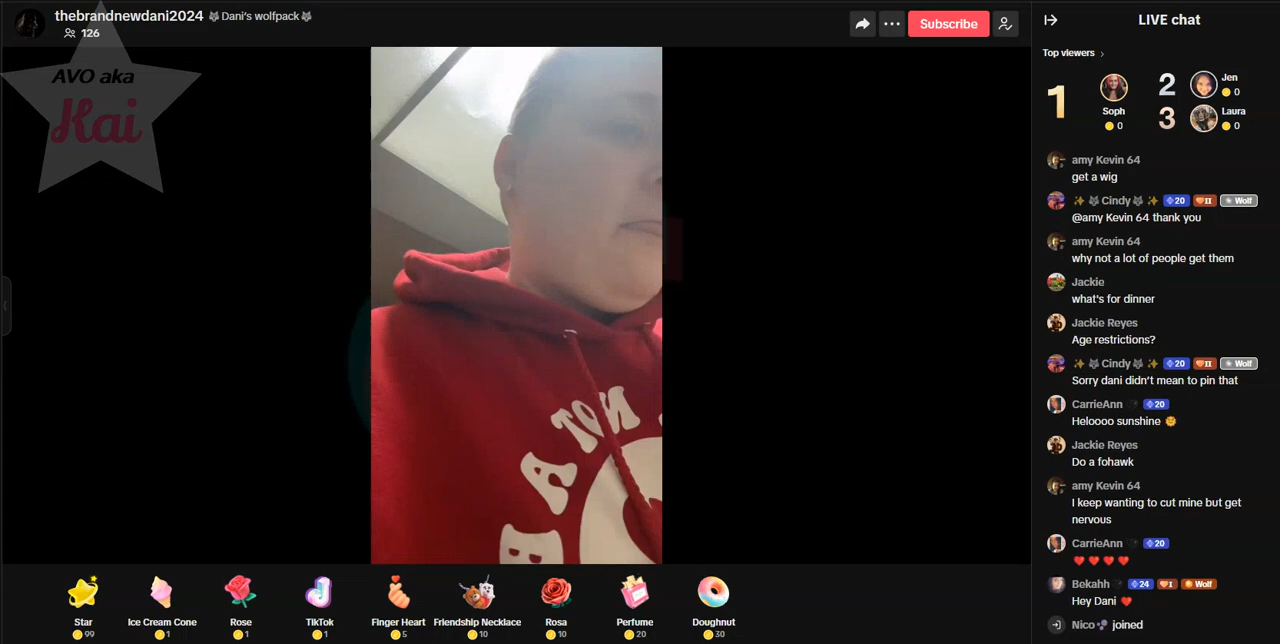 thebrandnewdani2024 🐺Dani's wolfpack🐺
126
Subscribe
AVO aka
Kai
BAD MOM
LIVE chat
Top viewers
1
Soph
0
2
Jen
0
3
Laura
0
amy Kevin 64
get a wig
✨🐺Cindy🐺✨ 20 II Wolf
@amy Kevin 64 thank you
amy Kevin 64
why not a lot of people get them
Jackie
what's for dinner
Jackie Reyes
Age restrictions?
✨🐺Cindy🐺✨ 20 II Wolf
Sorry dani didn't mean to pin that
CarrieAnn 20
Heloooo sunshine 🌞
Jackie Reyes
Do a fohawk
amy Kevin 64
I keep wanting to cut mine but get
nervous
CarrieAnn 20
❤️❤️❤️❤️
Bekahh 24 I Wolf
Hey Dani ❤️
Nico joined
Star
99
Ice Cream Cone
1
Rose
1
TikTok
1
Finger Heart
5
Friendship Necklace
10
Rosa
10
Perfume
20
Doughnut
30